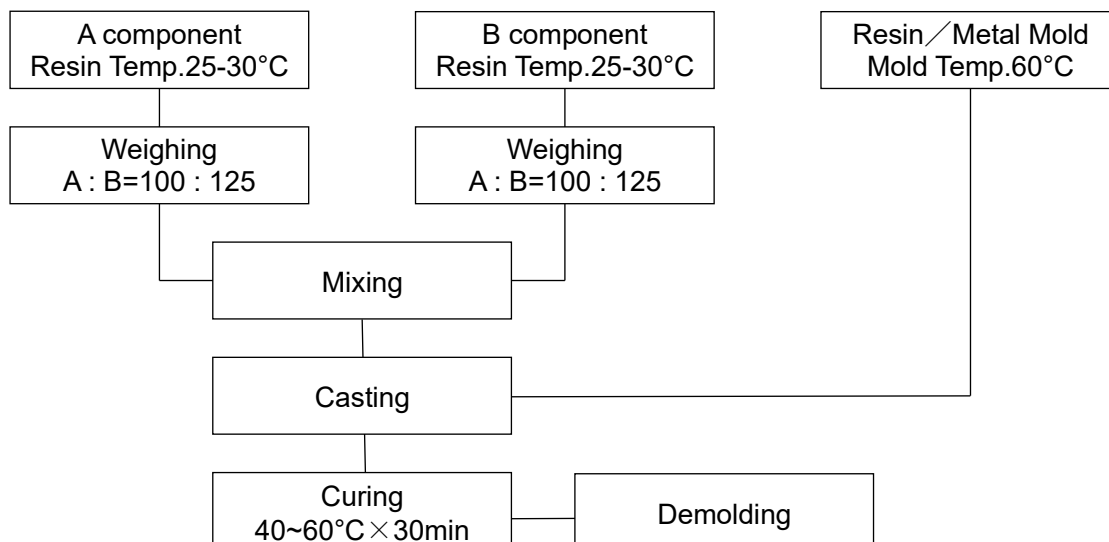 A component
Resin Temp.25-30°C
B component
Resin Temp.25-30°C
Resin／Metal Mold
Mold Temp.60°C
Weighing
A : B=100 : 125
Weighing
A : B=100 : 125
Mixing
Casting
Curing
40~60°C×30min
Demolding